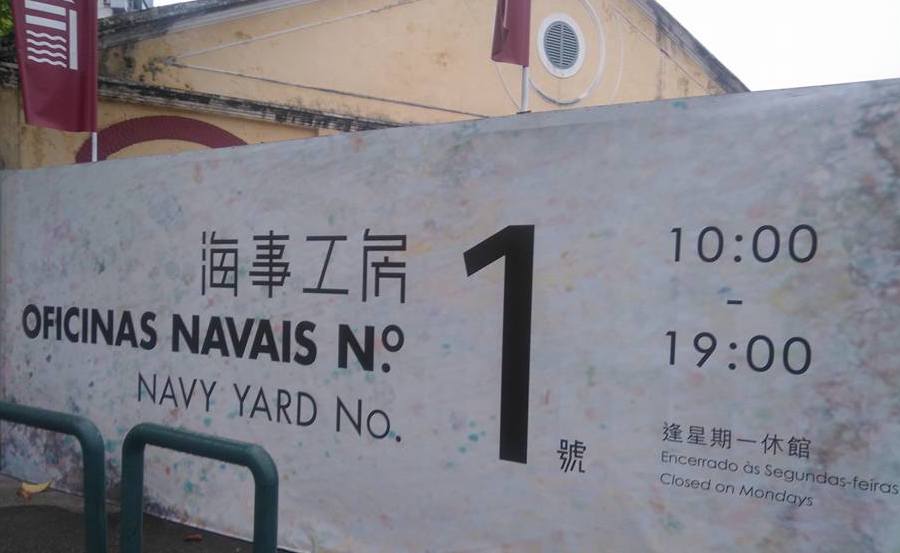 海事工房
OFICINAS NAVAIS Nº
NAVY YARD No.
1
號
10:00
-
19:00
逢星期一休館
Encerrado às Segundas-feiras
Closed on Mondays